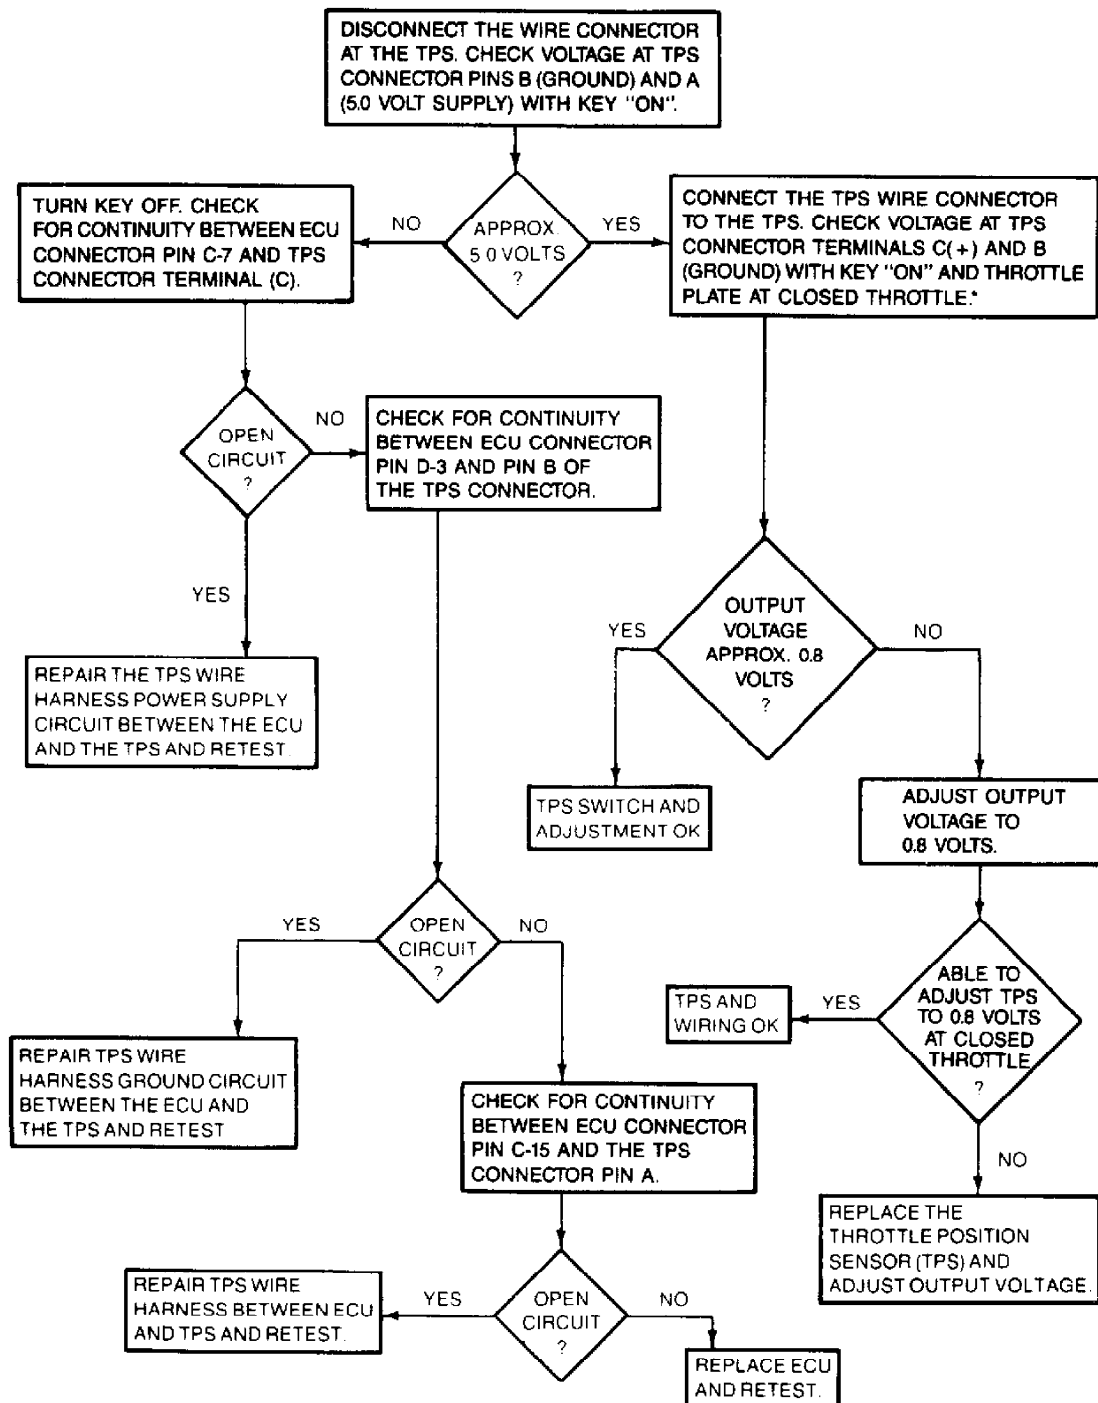 DISCONNECT THE WIRE CONNECTOR
AT THE TPS. CHECK VOLTAGE AT TPS
CONNECTOR PINS B (GROUND) AND A
(5.0 VOLT SUPPLY) WITH KEY "ON".
TURN KEY OFF. CHECK
FOR CONTINUITY BETWEEN ECU
CONNECTOR PIN C-7 AND TPS
CONNECTOR TERMINAL (C).
NO
APPROX.
5.0 VOLTS
?
YES
CONNECT THE TPS WIRE CONNECTOR
TO THE TPS. CHECK VOLTAGE AT TPS
CONNECTOR TERMINALS C(+) AND B
(GROUND) WITH KEY "ON" AND THROTTLE
PLATE AT CLOSED THROTTLE.*
OPEN
CIRCUIT
?
NO
CHECK FOR CONTINUITY
BETWEEN ECU CONNECTOR
PIN D-3 AND PIN B OF
THE TPS CONNECTOR.
YES
REPAIR THE TPS WIRE
HARNESS POWER SUPPLY
CIRCUIT BETWEEN THE ECU
AND THE TPS AND RETEST.
YES
OUTPUT
VOLTAGE
APPROX. 0.8
VOLTS
?
NO
TPS SWITCH AND
ADJUSTMENT OK
ADJUST OUTPUT
VOLTAGE TO
0.8 VOLTS.
YES
OPEN
CIRCUIT
?
NO
TPS AND
WIRING OK
YES
ABLE TO
ADJUST TPS
TO 0.8 VOLTS
AT CLOSED
THROTTLE
?
REPAIR TPS WIRE
HARNESS GROUND CIRCUIT
BETWEEN THE ECU AND
THE TPS AND RETEST
CHECK FOR CONTINUITY
BETWEEN ECU CONNECTOR
PIN C-15 AND THE TPS
CONNECTOR PIN A.
NO
REPLACE THE
THROTTLE POSITION
SENSOR (TPS) AND
ADJUST OUTPUT VOLTAGE.
REPAIR TPS WIRE
HARNESS BETWEEN ECU
AND TPS AND RETEST.
YES
OPEN
CIRCUIT
?
NO
REPLACE ECU
AND RETEST.